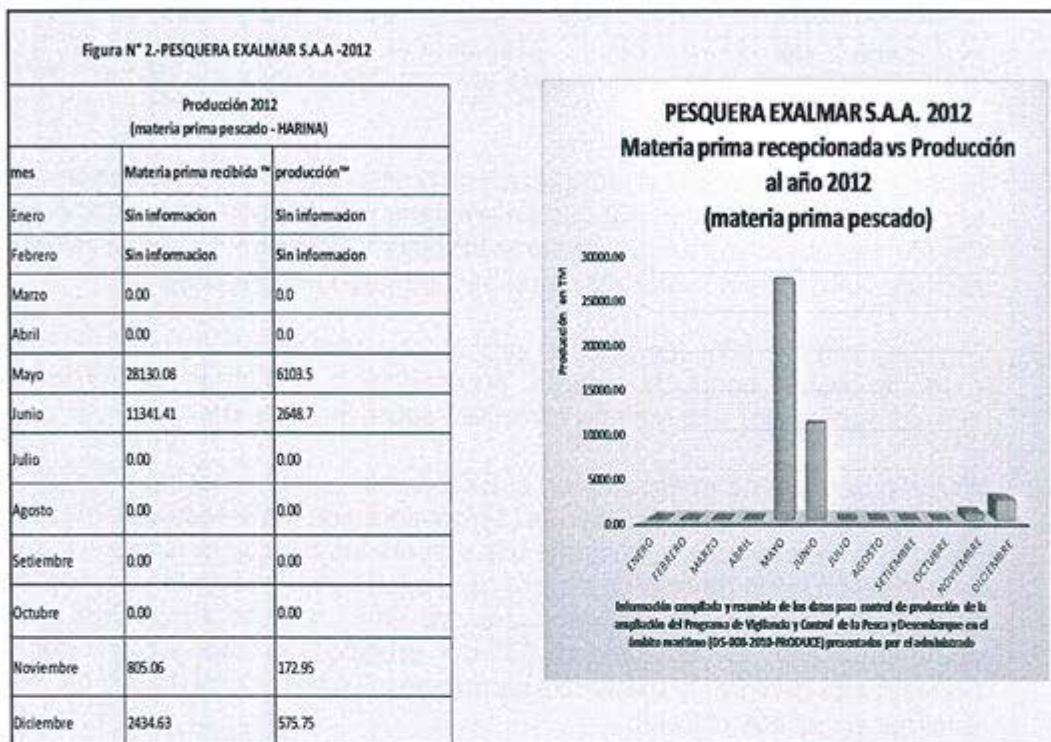 Figura N° 2.-PESQUERA EXALMAR S.A.A -2012
Producción 2012
(materia prima pescado - HARINA)
mes Materia prima recibida ™ producción™
Enero Sin informacion Sin informacion
Febrero Sin informacion Sin informacion
Marzo 0.00 0.0
Abril 0.00 0.0
Mayo 28130.08 6103.5
Junio 11341.41 2648.7
Julio 0.00 0.00
Agosto 0.00 0.00
Setiembre 0.00 0.00
Octubre 0.00 0.00
Noviembre 805.06 172.95
Diciembre 2434.63 575.75
PESQUERA EXALMAR S.A.A. 2012
Materia prima recepcionada vs Producción
al año 2012
(materia prima pescado)
Producción en TM
30000.00
25000.00
20000.00
15000.00
10000.00
5000.00
0.00
ENERO
FEBRERO
MARZO
ABRIL
MAYO
JUNIO
JULIO
AGOSTO
SETIEMBRE
OCTUBRE
NOVIEMBRE
DICIEMBRE
Información compilada y resumida de los datos para control de producción de la
ampliación del Programa de Vigilancia y Control de la Pesca y Desembarque en el
ámbito marítimo (DS-008-2010-PRODUCE) presentados por el administrado